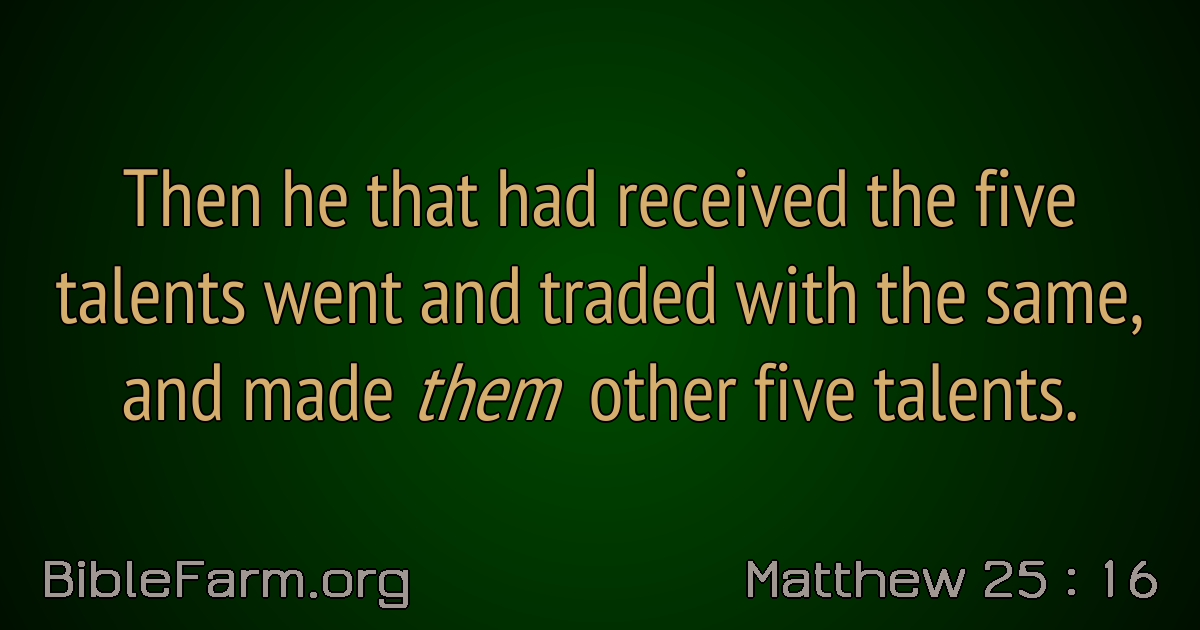 Then he that had received the five
talents went and traded with the same,
and made them other five talents.
BibleFarm.org
Matthew 25 : 16